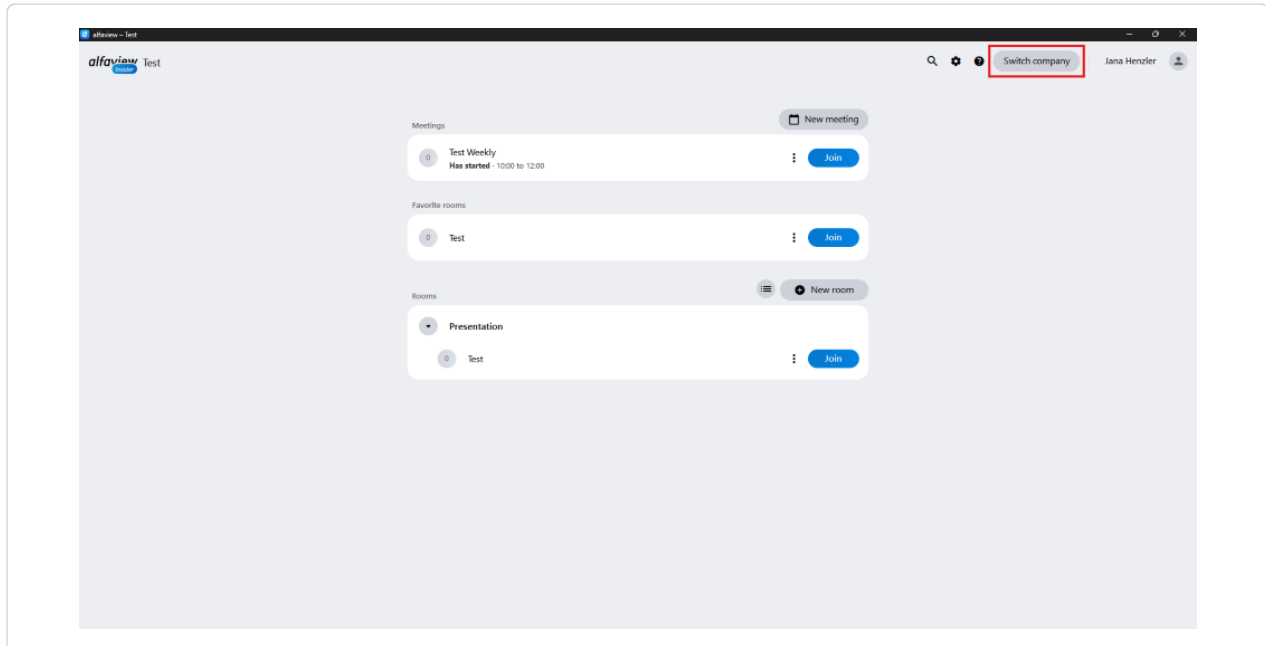 alfaview – Test
alfaview Test
Insider
Switch company
Jana Henzler
Meetings
New meeting
0
Test Weekly
Has started - 10:00 to 12:00
Join
Favorite rooms
0
Test
Join
Rooms
New room
Presentation
0
Test
Join